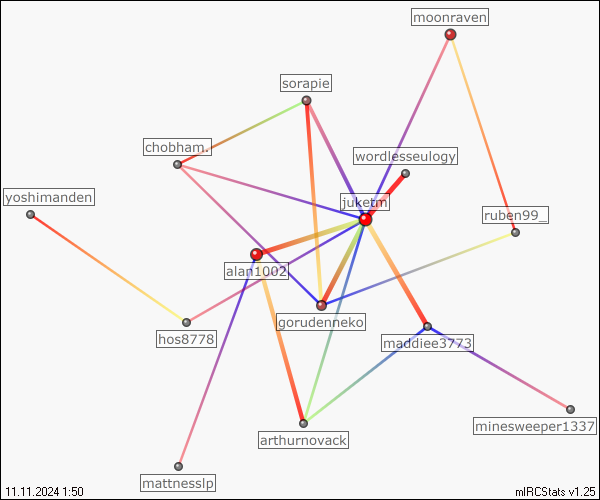 moonraven
sorapie
chobham.
wordlesseulogy
yoshimanden
juketm
ruben99_
alan1002
gorudenneko
hos8778
maddiee3773
minesweeper1337
arthurnovack
mattnesslp
11.11.2024 1:50
mIRCStats v1.25